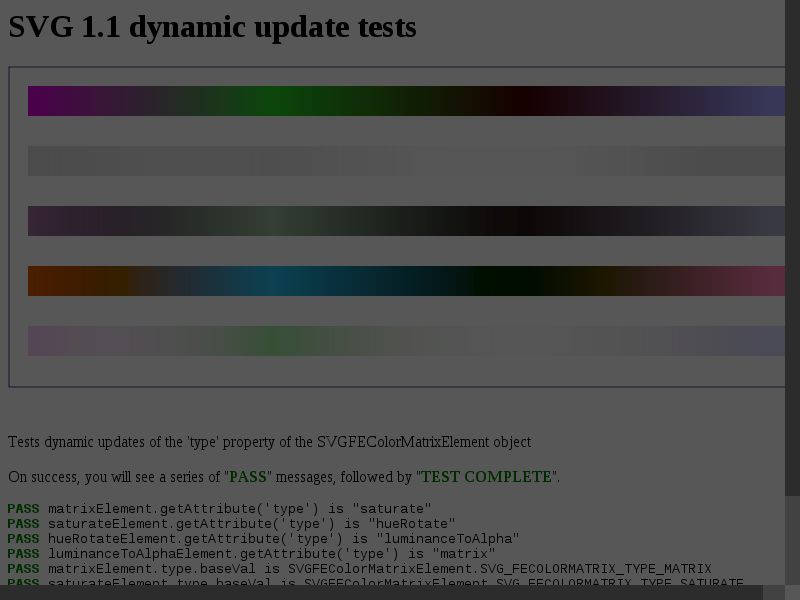 SVG 1.1 dynamic update tests
Tests dynamic updates of the 'type' property of the SVGFEColorMatrixElement object
On success, you will see a series of "PASS" messages, followed by "TEST COMPLETE".
PASS matrixElement.getAttribute('type') is "saturate"
PASS saturateElement.getAttribute('type') is "hueRotate"
PASS hueRotateElement.getAttribute('type') is "luminanceToAlpha"
PASS luminanceToAlphaElement.getAttribute('type') is "matrix"
PASS matrixElement.type.baseVal is SVGFEColorMatrixElement.SVG_FECOLORMATRIX_TYPE_MATRIX
PASS saturateElement.type.baseVal is SVGFEColorMatrixElement.SVG_FECOLORMATRIX_TYPE_SATURATE